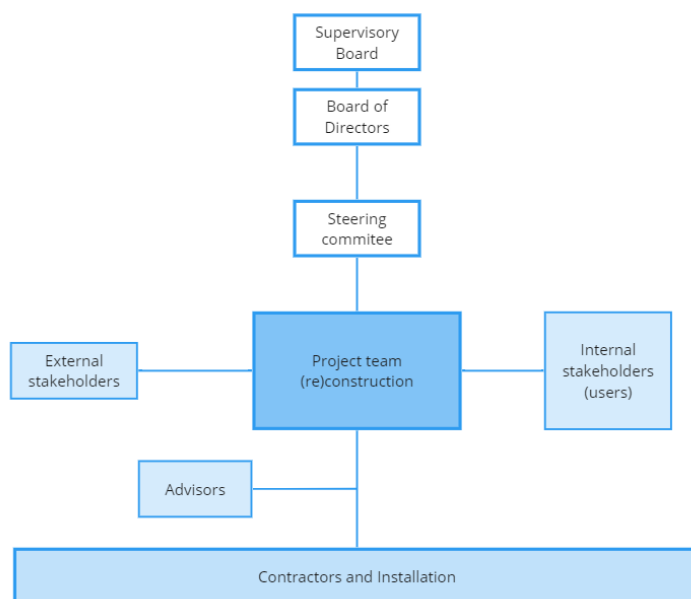 Supervisory
Board
Board of
Directors
Steering
commitee
Project team
(re)construction
External
stakeholders
Internal
stakeholders
(users)
Advisors
Contractors and Installation